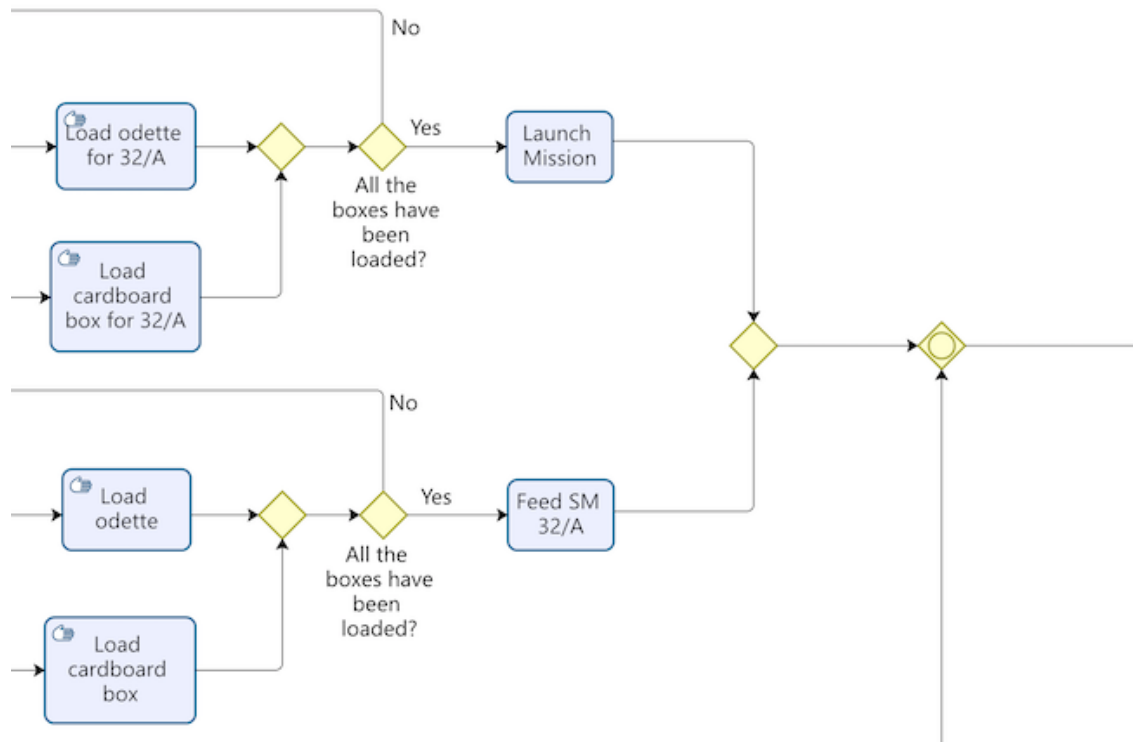 No
Load odette
for 32/A
Yes
Launch
Mission
All the
boxes have
been
loaded?
Load
cardboard
box for 32/A
No
Load
odette
Yes
Feed SM
32/A
All the
boxes have
been
loaded?
Load
cardboard
box